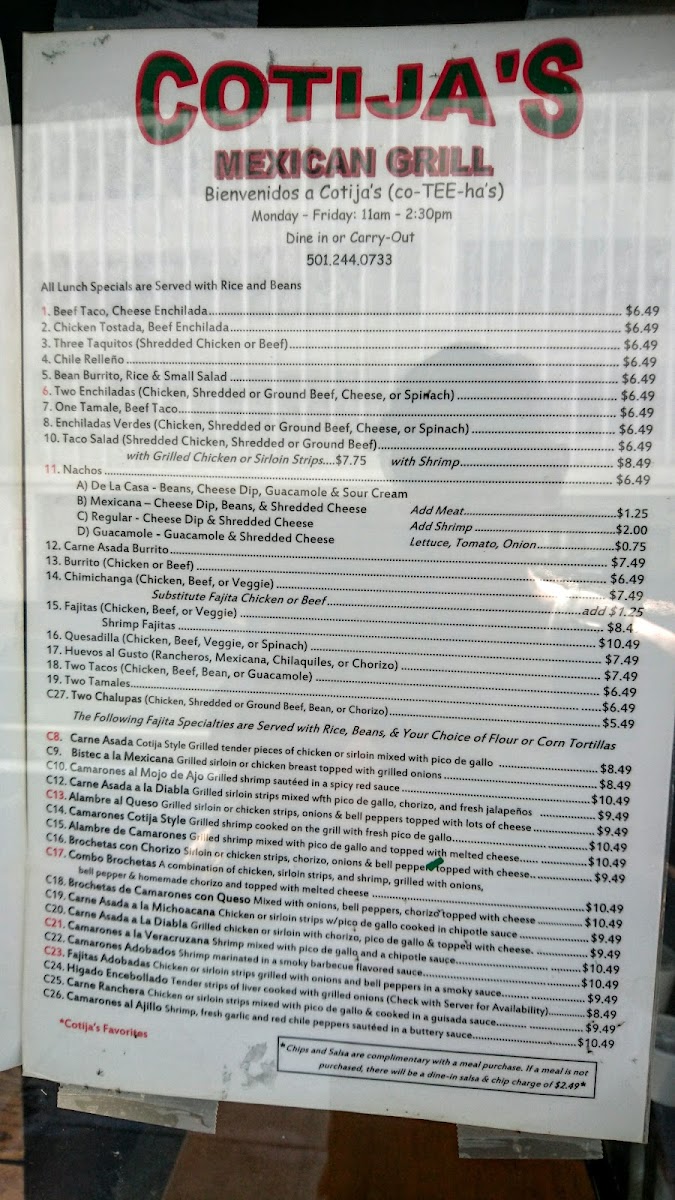 COTIJA'S
MEXICAN GRILL
Bienvenidos a Cotija's (co-TEE-ha's)
Monday - Friday: 11am - 2:30pm
Dine in or Carry-Out
501.244.0733
All Lunch Specials are Served with Rice and Beans
1. Beef Taco, Cheese Enchilada.......... $6.49
2. Chicken Tostada, Beef Enchilada.......... $6.49
3. Three Taquitos (Shredded Chicken or Beef).......... $6.49
4. Chile Relleño.......... $6.49
5. Bean Burrito, Rice & Small Salad.......... $6.49
6. Two Enchiladas (Chicken, Shredded or Ground Beef, Cheese, or Spinach).......... $6.49
7. One Tamale, Beef Taco.......... $6.49
8. Enchiladas Verdes (Chicken, Shredded or Ground Beef, Cheese, or Spinach).......... $6.49
10. Taco Salad (Shredded Chicken, Shredded or Ground Beef).......... $6.49
with Grilled Chicken or Sirloin Strips....$7.75 with Shrimp.......... $8.49
11. Nachos.......... $6.49
A) De La Casa - Beans, Cheese Dip, Guacamole & Sour Cream
B) Mexicana – Cheese Dip, Beans, & Shredded Cheese Add Meat.......... $1.25
C) Regular - Cheese Dip & Shredded Cheese Add Shrimp.......... $2.00
D) Guacamole - Guacamole & Shredded Cheese Lettuce, Tomato, Onion.......... $0.75
12. Carne Asada Burrito.......... $7.49
13. Burrito (Chicken or Beef).......... $6.49
14. Chimichanga (Chicken, Beef, or Veggie).......... $7.49
Substitute Fajita Chicken or Beef.......... add $1.25
15. Fajitas (Chicken, Beef, or Veggie).......... $8.4
Shrimp Fajitas.......... $10.49
16. Quesadilla (Chicken, Beef, Veggie, or Spinach).......... $7.49
17. Huevos al Gusto (Rancheros, Mexicana, Chilaquiles, or Chorizo).......... $7.49
18. Two Tacos (Chicken, Beef, Bean, or Guacamole).......... $6.49
19. Two Tamales.......... $6.49
C27. Two Chalupas (Chicken, Shredded or Ground Beef, Bean, or Chorizo).......... $5.49
The Following Fajita Specialties are Served with Rice, Beans, & Your Choice of Flour or Corn Tortillas
C8. Carne Asada Cotija Style Grilled tender pieces of chicken or sirloin mixed with pico de gallo.......... $8.49
C9. Bistec a la Mexicana Grilled sirloin or chicken breast topped with grilled onions.......... $8.49
C10. Camarones al Mojo de Ajo Grilled shrimp sautéed in a spicy red sauce.......... $10.49
C12. Carne Asada a la Diabla Grilled sirloin strips mixed with pico de gallo, chorizo, and fresh jalapeños.......... $9.49
C13. Alambre al Queso Grilled sirloin or chicken strips, onions & bell peppers topped with lots of cheese.......... $9.49
C14. Camarones Cotija Style Grilled shrimp cooked on the grill with fresh pico de gallo.......... $10.49
C15. Alambre de Camarones Grilled shrimp mixed with pico de gallo and topped with melted cheese.......... $10.49
C16. Brochetas con Chorizo Sirloin or chicken strips, chorizo, onions & bell pepper topped with cheese.......... $9.49
C17. Combo Brochetas A combination of chicken, sirloin strips, and shrimp, grilled with onions,
bell pepper & homemade chorizo and topped with melted cheese.......... $10.49
C18. Brochetas de Camarones con Queso Mixed with onions, bell peppers, chorizo topped with cheese.......... $10.49
C19. Carne Asada a la Michoacana Chicken or sirloin strips w/pico de gallo cooked in chipotle sauce.......... $9.49
C20. Carne Asada a La Diabla Grilled chicken or sirloin with chorizo, pico de gallo & topped with cheese.......... $9.49
C21. Camarones a la Veracruzana Shrimp mixed with pico de gallo and a chipotle sauce.......... $10.49
C22. Camarones Adobados Shrimp marinated in a smoky barbecue flavored sauce.......... $10.49
C23. Fajitas Adobadas Chicken or sirloin strips grilled with onions and bell peppers in a smoky sauce.......... $9.49
C24. Higado Encebollado Tender strips of liver cooked with grilled onions (Check with Server for Availability).......... $8.49
C25. Carne Ranchera Chicken or sirloin strips mixed with pico de gallo & cooked in a guisada sauce.......... $9.49
C26. Camarones al Ajillo Shrimp, fresh garlic and red chile peppers sautéed in a buttery sauce.......... $10.49
*Cotija's Favorites
*Chips and Salsa are complimentary with a meal purchase. If a meal is not
purchased, there will be a dine-in salsa & chip charge of $2.49*